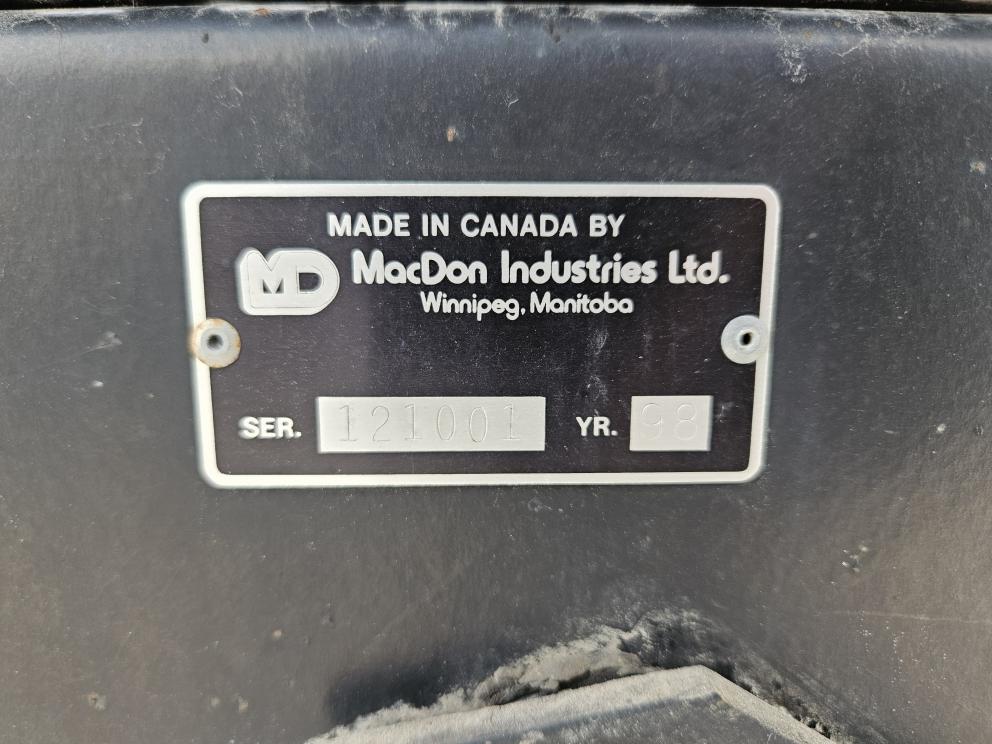 MADE IN CANADA BY
MD MacDon Industries Ltd.
Winnipeg, Manitoba
SER. 121001 YR. 98